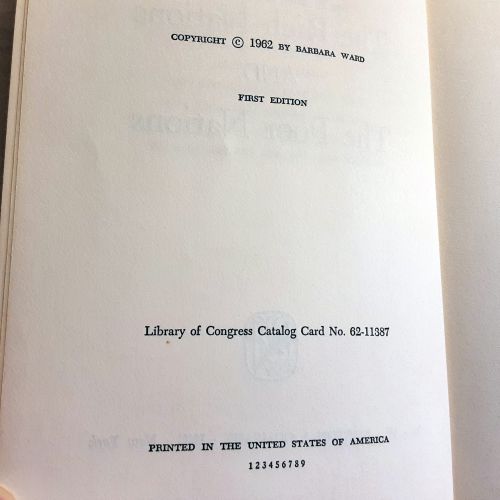 COPYRIGHT © 1962 BY BARBARA WARD
FIRST EDITION
Library of Congress Catalog Card No. 62-11387
PRINTED IN THE UNITED STATES OF AMERICA
123456789